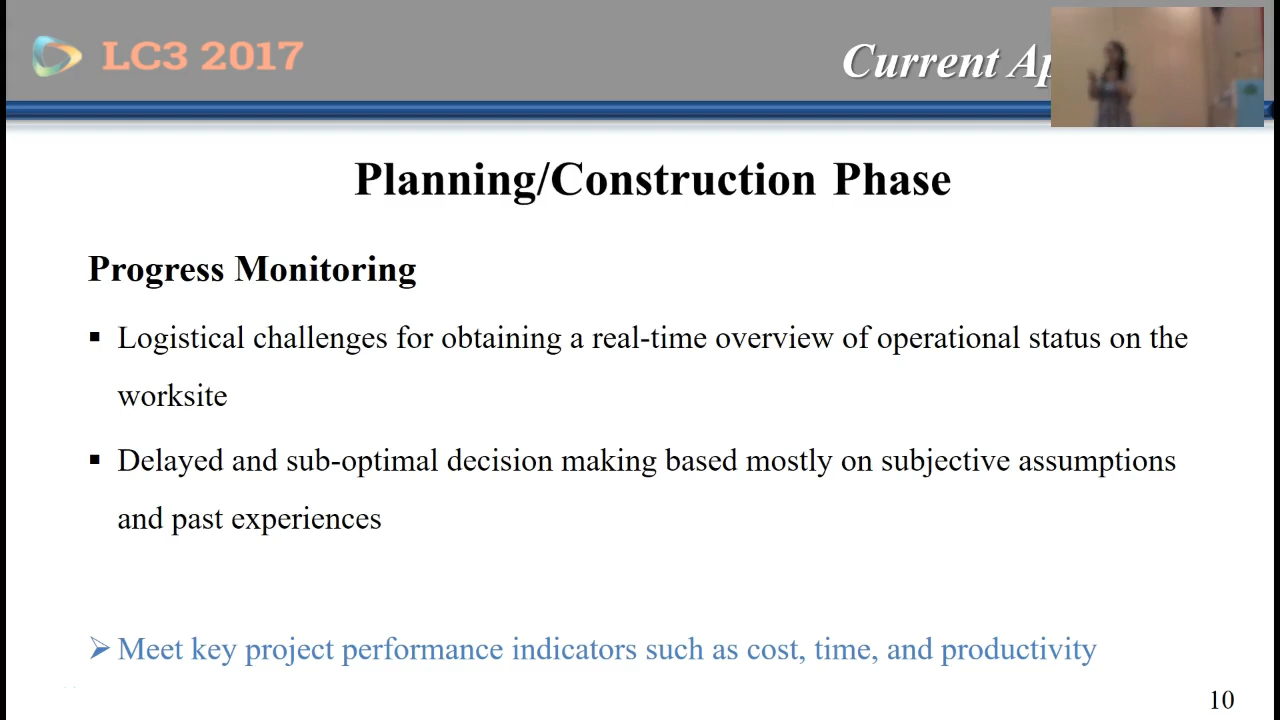 LC3 2017
Current
Planning/Construction Phase
Progress Monitoring
▪ Logistical challenges for obtaining a real-time overview of operational status on the
worksite
▪ Delayed and sub-optimal decision making based mostly on subjective assumptions
and past experiences
➢ Meet key project performance indicators such as cost, time, and productivity
10